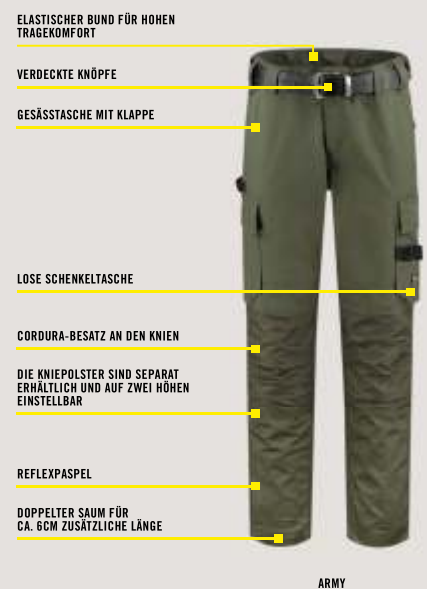 ELASTISCHER BUND FÜR HOHEN
TRAGEKOMFORT
VERDECKTE KNÖPFE
GESÄSSTASCHE MIT KLAPPE
LOSE SCHENKELTASCHE
CORDURA-BESATZ AN DEN KNIEN
DIE KNIEPOLSTER SIND SEPARAT
ERHÄLTLICH UND AUF ZWEI HÖHEN
EINSTELLBAR
REFLEXPASPEL
DOPPELTER SAUM FÜR
CA. 6CM ZUSÄTZLICHE LÄNGE
ARMY